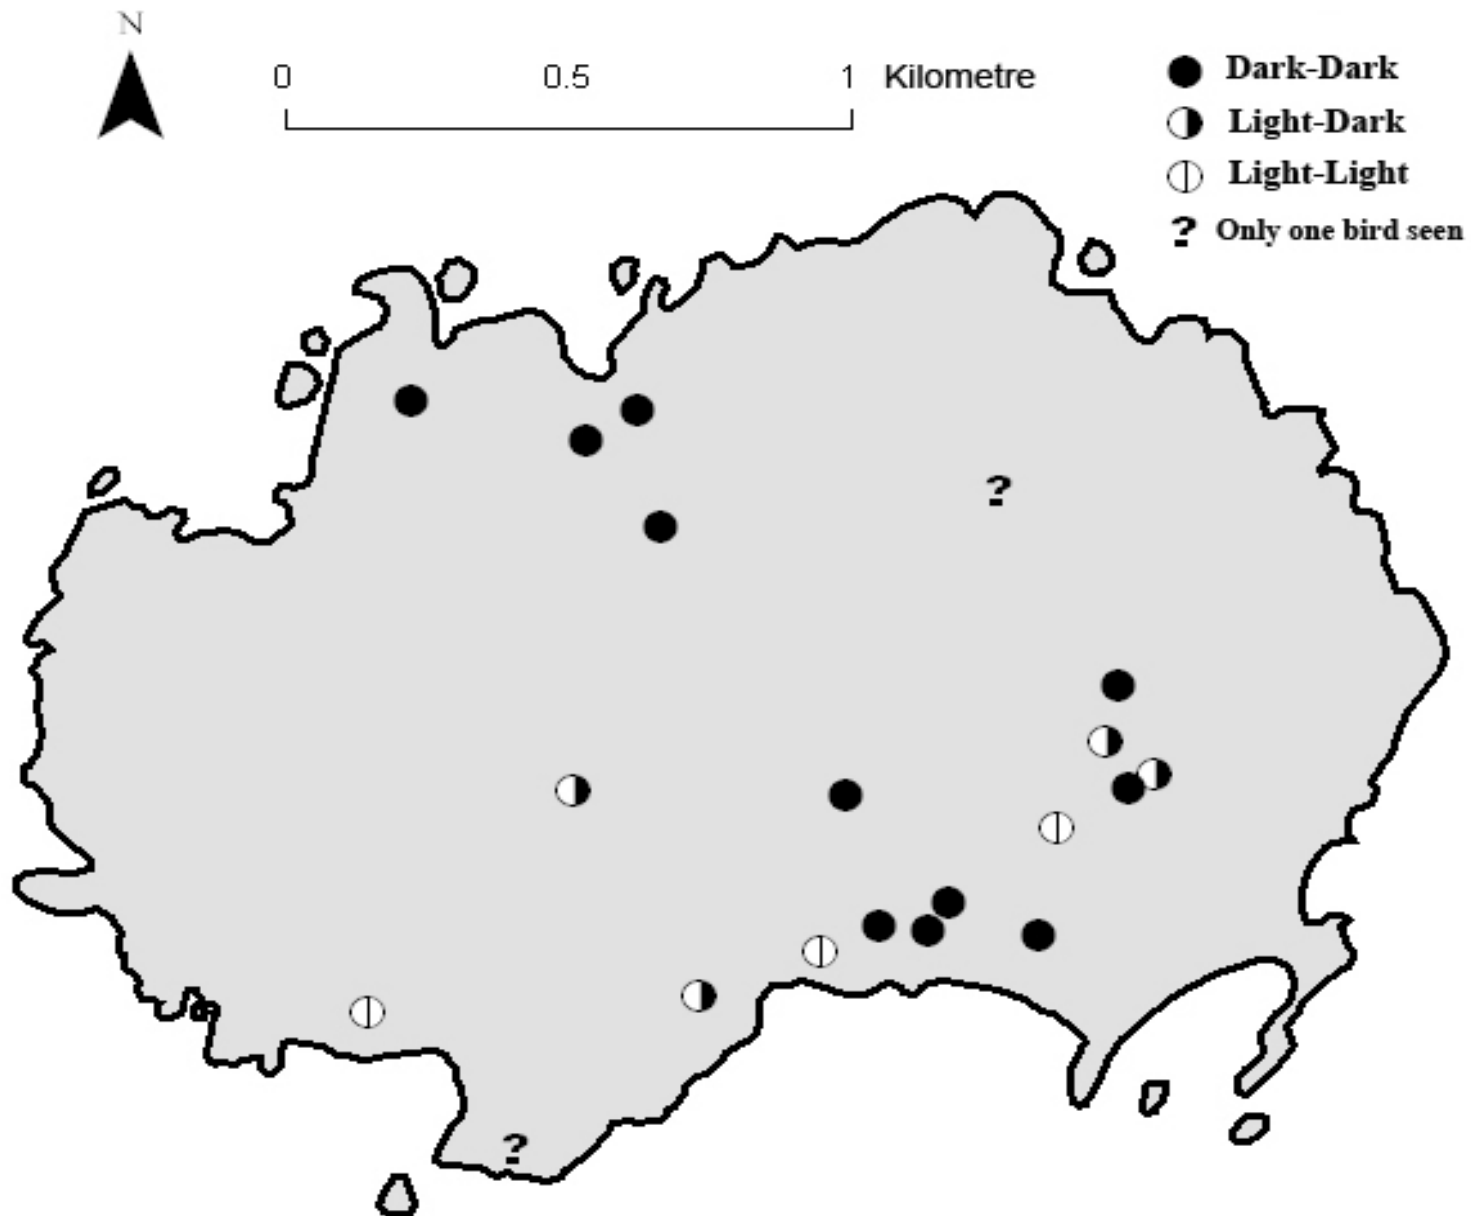 N
0 0.5 1 Kilometre
Dark-Dark
Light-Dark
Light-Light
? Only one bird seen
?
?